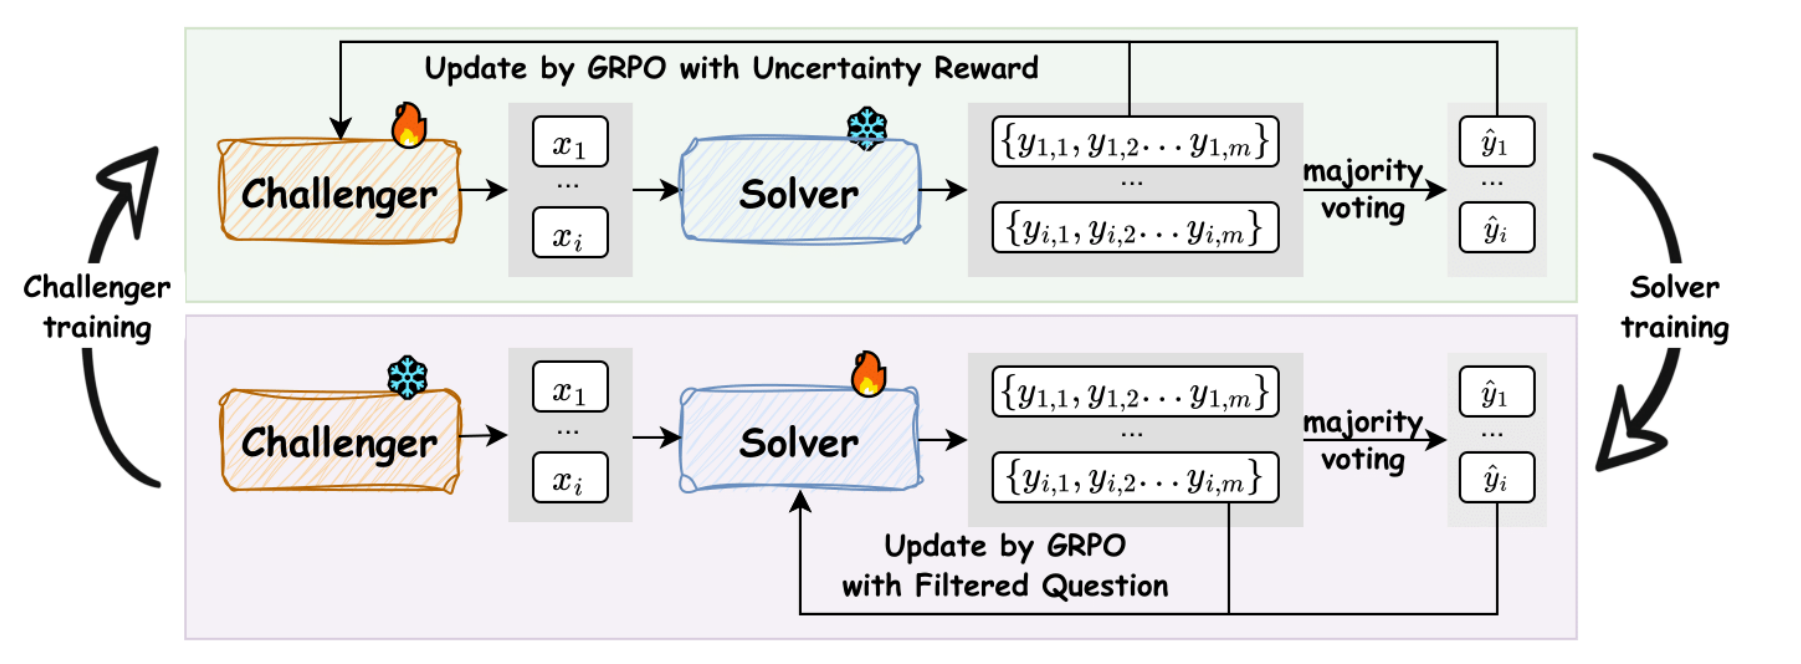 Update by GRPO with Uncertainty Reward
Challenger
x₁
...
xᵢ
Solver
{y₁,₁, y₁,₂... y₁,ₘ}
...
{yᵢ,₁, yᵢ,₂... yᵢ,ₘ}
majority
voting
ŷ₁
...
ŷᵢ
Challenger
training
Solver
training
Challenger
x₁
...
xᵢ
Solver
{y₁,₁, y₁,₂... y₁,ₘ}
...
{yᵢ,₁, yᵢ,₂... yᵢ,ₘ}
majority
voting
ŷ₁
...
ŷᵢ
Update by GRPO
with Filtered Question